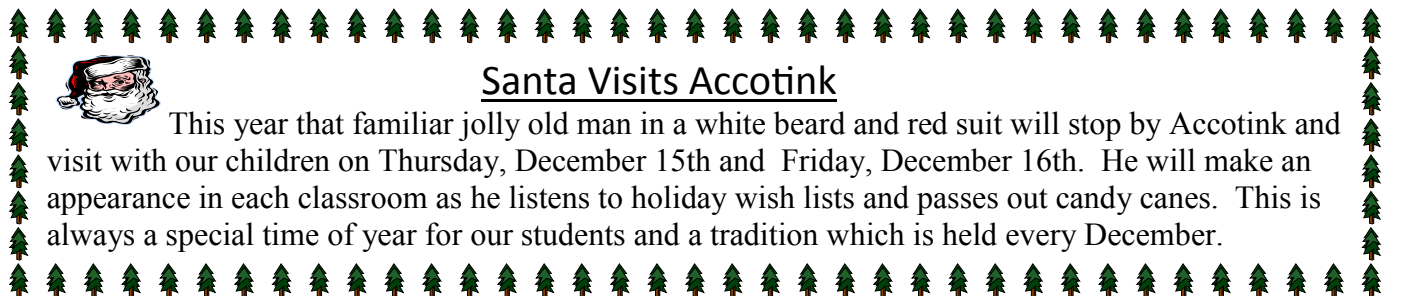 Santa Visits Accotink
This year that familiar jolly old man in a white beard and red suit will stop by Accotink and
visit with our children on Thursday, December 15th and  Friday, December 16th.  He will make an
appearance in each classroom as he listens to holiday wish lists and passes out candy canes.  This is
always a special time of year for our students and a tradition which is held every December.